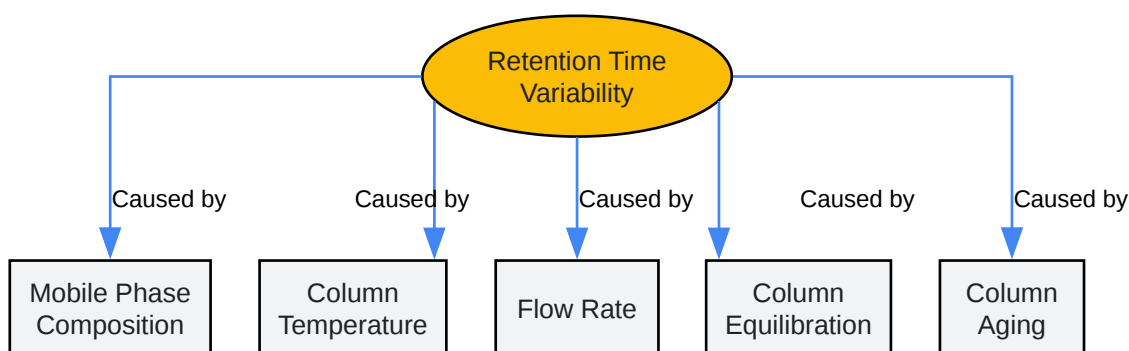 Retention Time
Variability
Caused by
Caused by
Caused by
Caused by
Caused by
Mobile Phase
Composition
Column
Temperature
Flow Rate
Column
Equilibration
Column
Aging